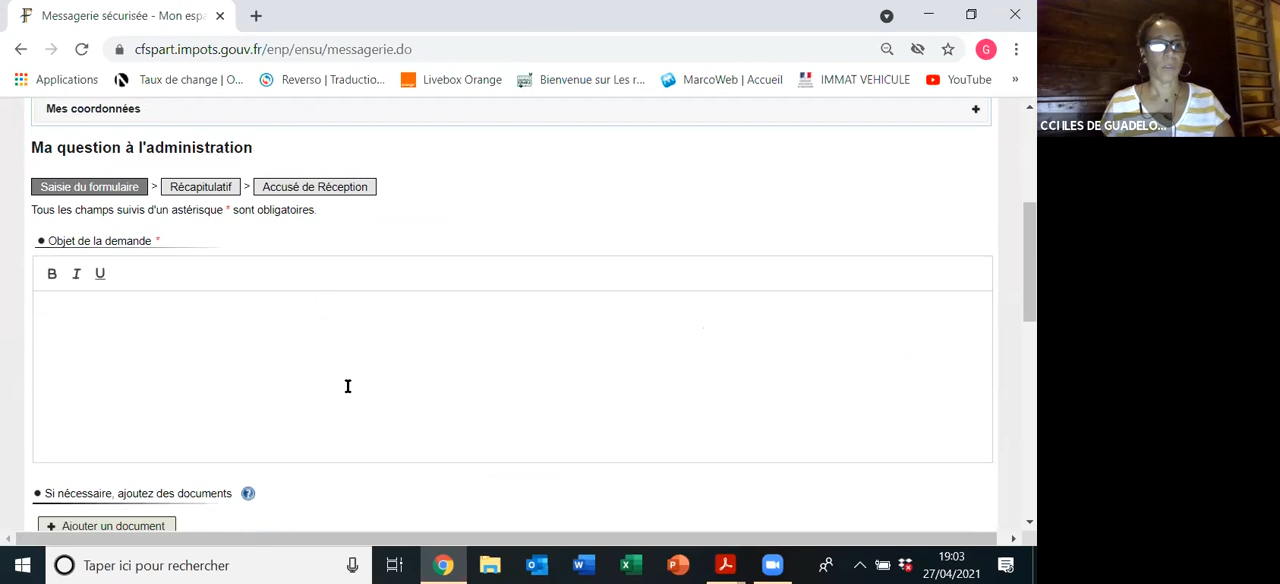 Messagerie sécurisée - Mon espa
cfspart.impots.gouv.fr/enp/ensu/messagerie.do
G
Applications
Taux de change | O...
Reverso | Traductio...
Livebox Orange
Bienvenue sur Les r...
MarcoWeb | Accueil
IMMAT VEHICULE
YouTube
»
CCI ILES DE GUADELO...
Mes coordonnées
Ma question à l'administration
Saisie du formulaire > Récapitulatif > Accusé de Réception
Tous les champs suivis d'un astérisque * sont obligatoires.
Objet de la demande *
B I U
Si nécessaire, ajoutez des documents ?
+ Ajouter un document
Taper ici pour rechercher
19:03
27/04/2021